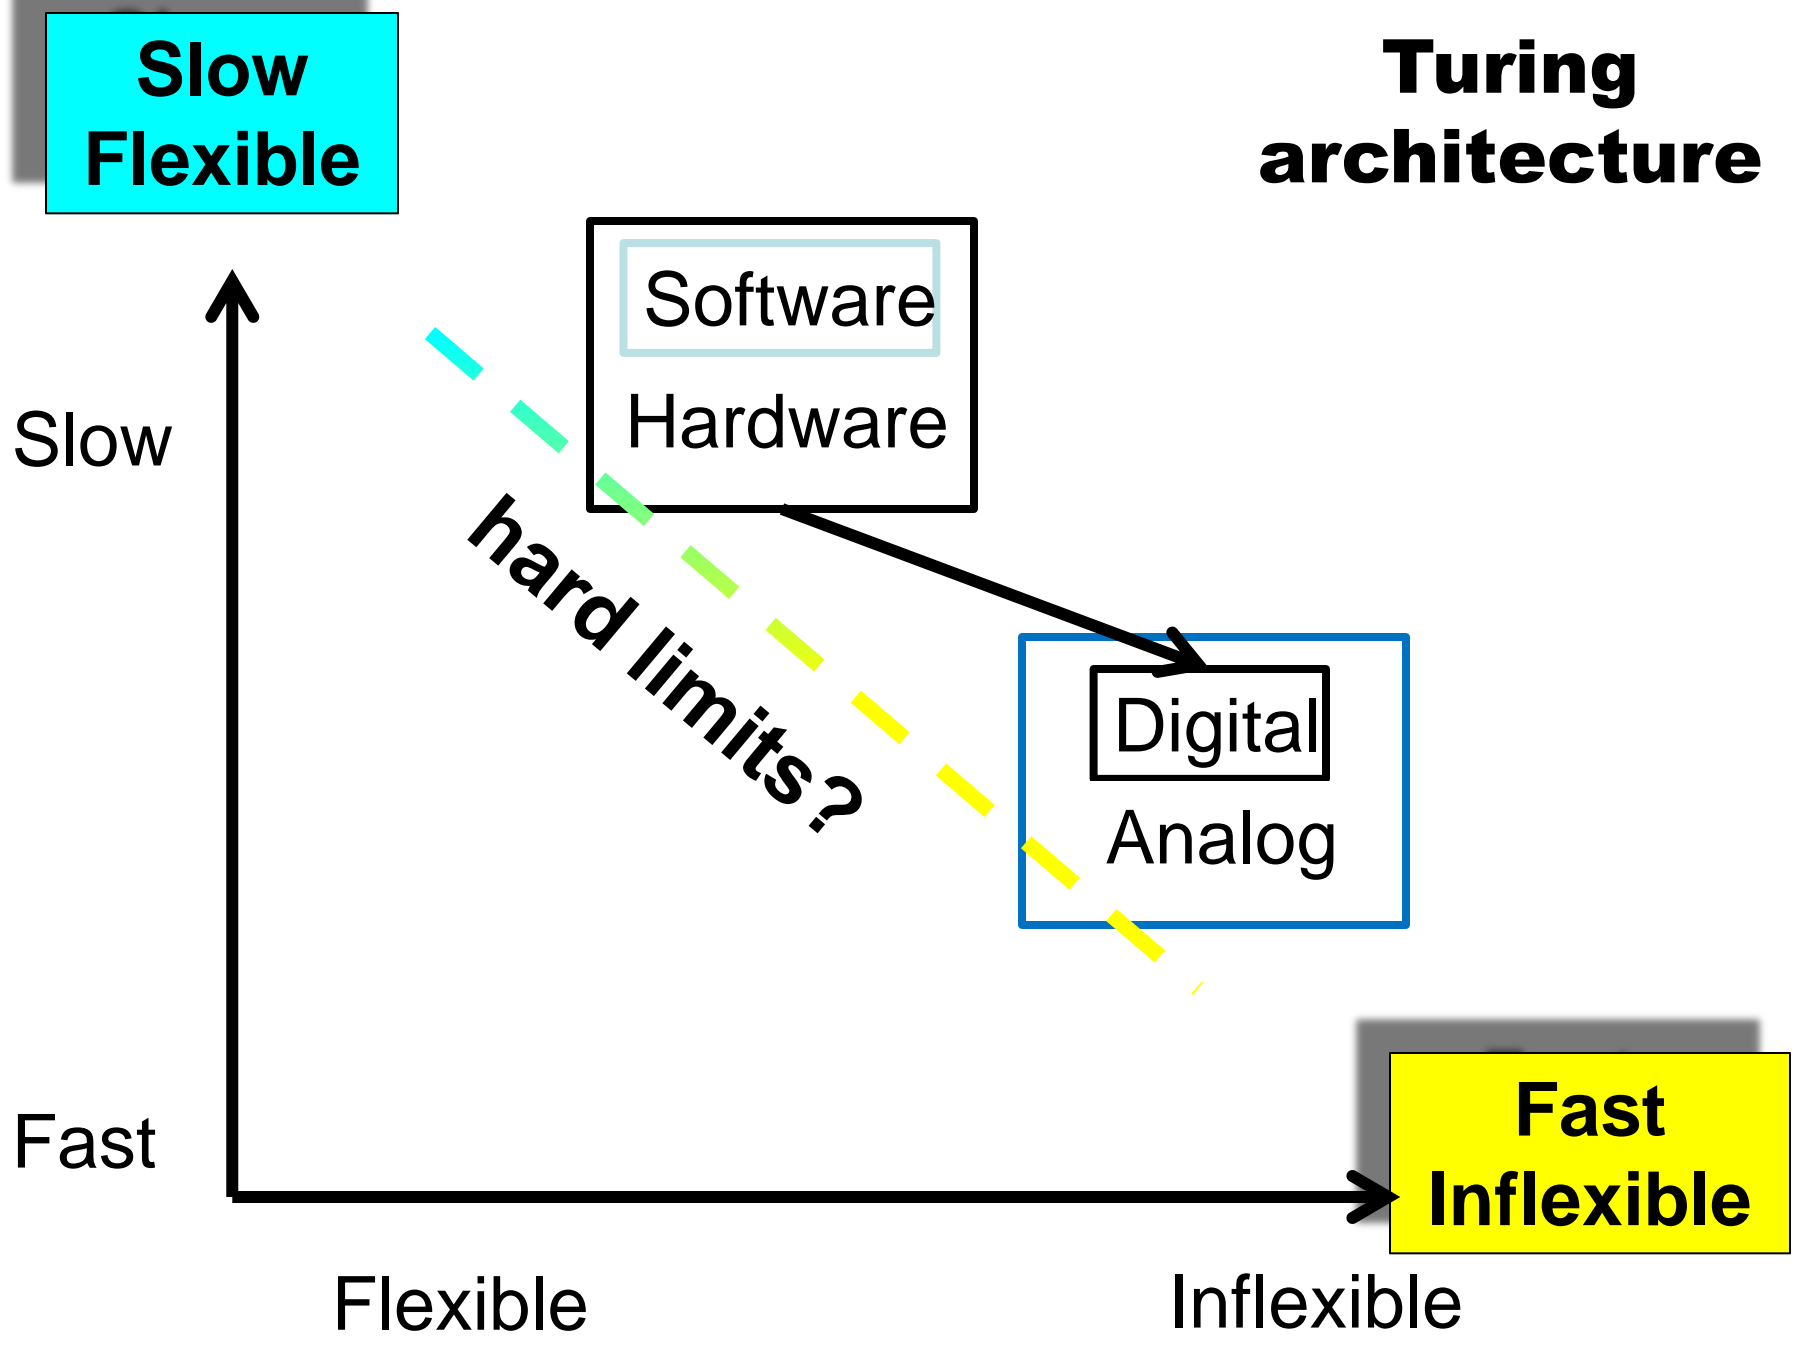 Slow
Flexible
Turing
architecture
Software
Hardware
Slow
hard limits?
Digital
Analog
Fast
Fast
Inflexible
Flexible
Inflexible